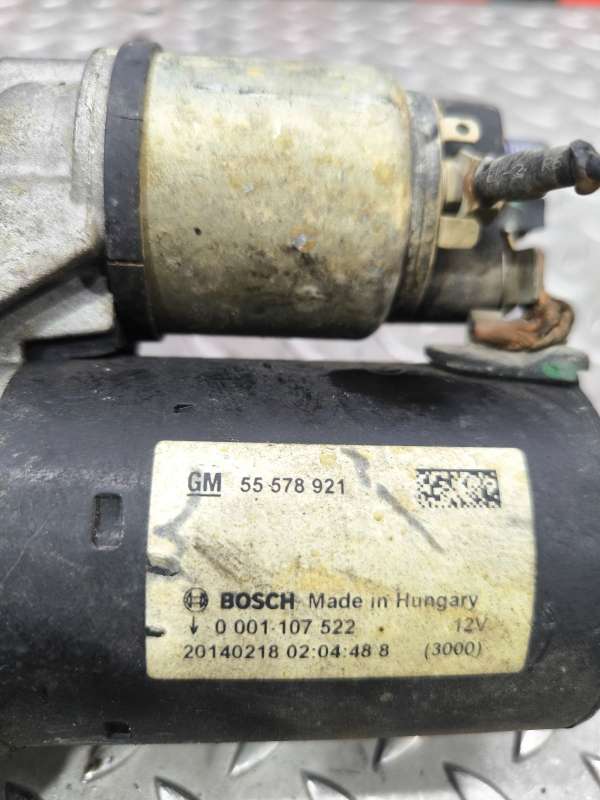 GM 55 578 921
BOSCH Made in Hungary
↓ 0 001 107 522 12V
20140218 02:04:48 8 (3000)